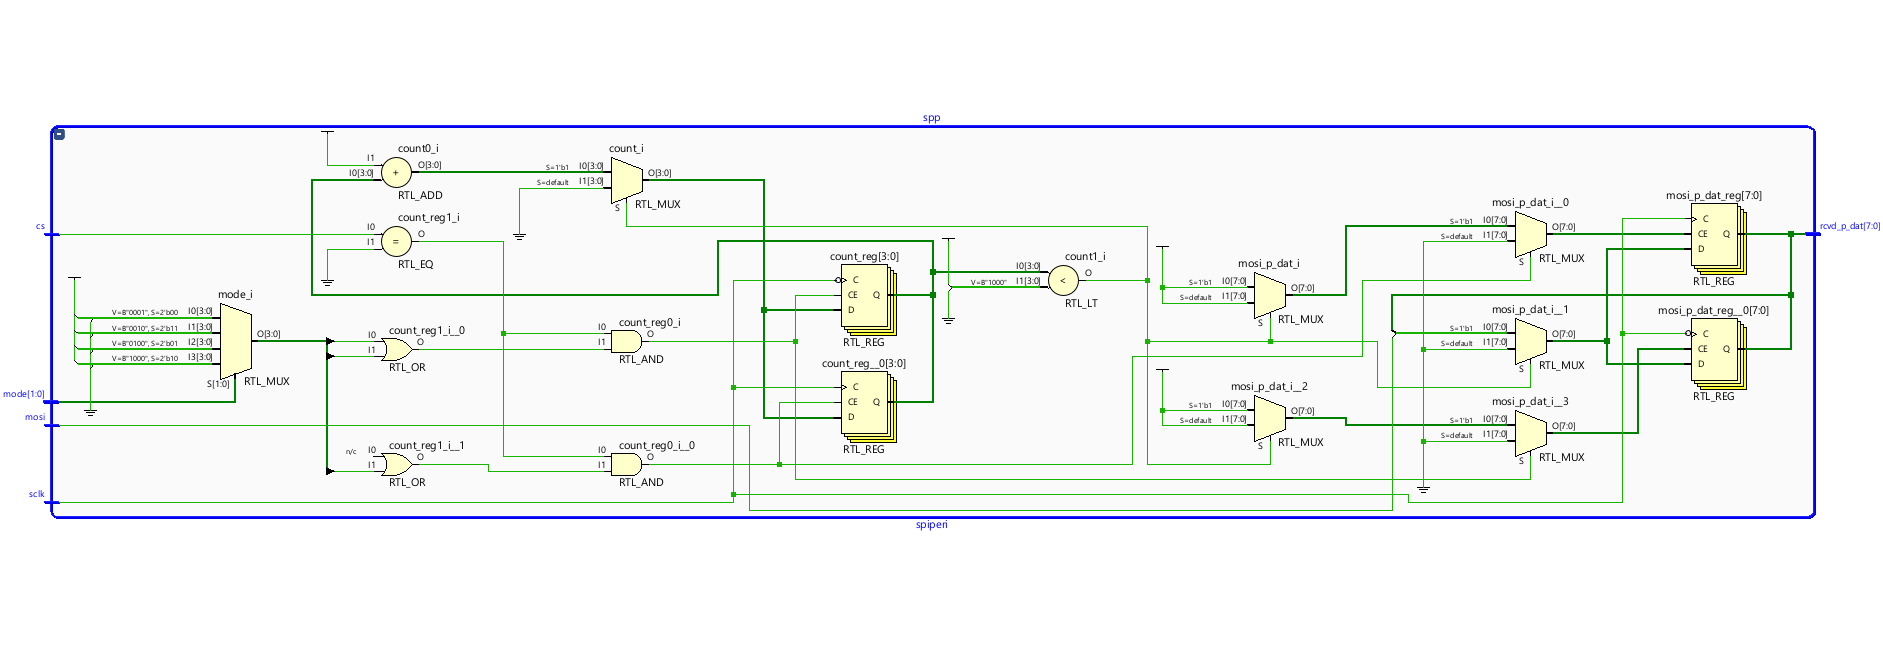 spp
count0_i
I1
I0[3:0]
O[3:0]
+
RTL_ADD
count_i
S=1'b1 I0[3:0]
S=default I1[3:0]
O[3:0]
S
RTL_MUX
cs
count_reg1_i
I0
I1
O
=
RTL_EQ
mode_i
V=B"0001", S=2'b00 I0[3:0]
V=B"0010", S=2'b11 I1[3:0]
V=B"0100", S=2'b01 I2[3:0]
V=B"1000", S=2'b10 I3[3:0]
O[3:0]
S[1:0]
RTL_MUX
mode[1:0]
mosi
sclk
count_reg1_i__0
I0
I1
O
RTL_OR
count_reg1_i__1
n/c
I0
I1
O
RTL_OR
count_reg0_i
I0
I1
O
RTL_AND
count_reg0_i__0
I0
I1
O
RTL_AND
count_reg[3:0]
C
CE
Q
D
RTL_REG
count_reg__0[3:0]
C
CE
Q
D
RTL_REG
count1_i
I0[3:0]
V=B"1000" I1[3:0]
O
<
RTL_LT
mosi_p_dat_i
S=1'b1 I0[7:0]
S=default I1[7:0]
O[7:0]
S
RTL_MUX
mosi_p_dat_i__2
S=1'b1 I0[7:0]
S=default I1[7:0]
O[7:0]
S
RTL_MUX
mosi_p_dat_i__0
S=1'b1 I0[7:0]
S=default I1[7:0]
O[7:0]
S
RTL_MUX
mosi_p_dat_i__1
S=1'b1 I0[7:0]
S=default I1[7:0]
O[7:0]
S
RTL_MUX
mosi_p_dat_i__3
S=1'b1 I0[7:0]
S=default I1[7:0]
O[7:0]
S
RTL_MUX
mosi_p_dat_reg[7:0]
C
CE
Q
D
RTL_REG
mosi_p_dat_reg__0[7:0]
C
CE
Q
D
RTL_REG
rcvd_p_dat[7:0]
spiperi